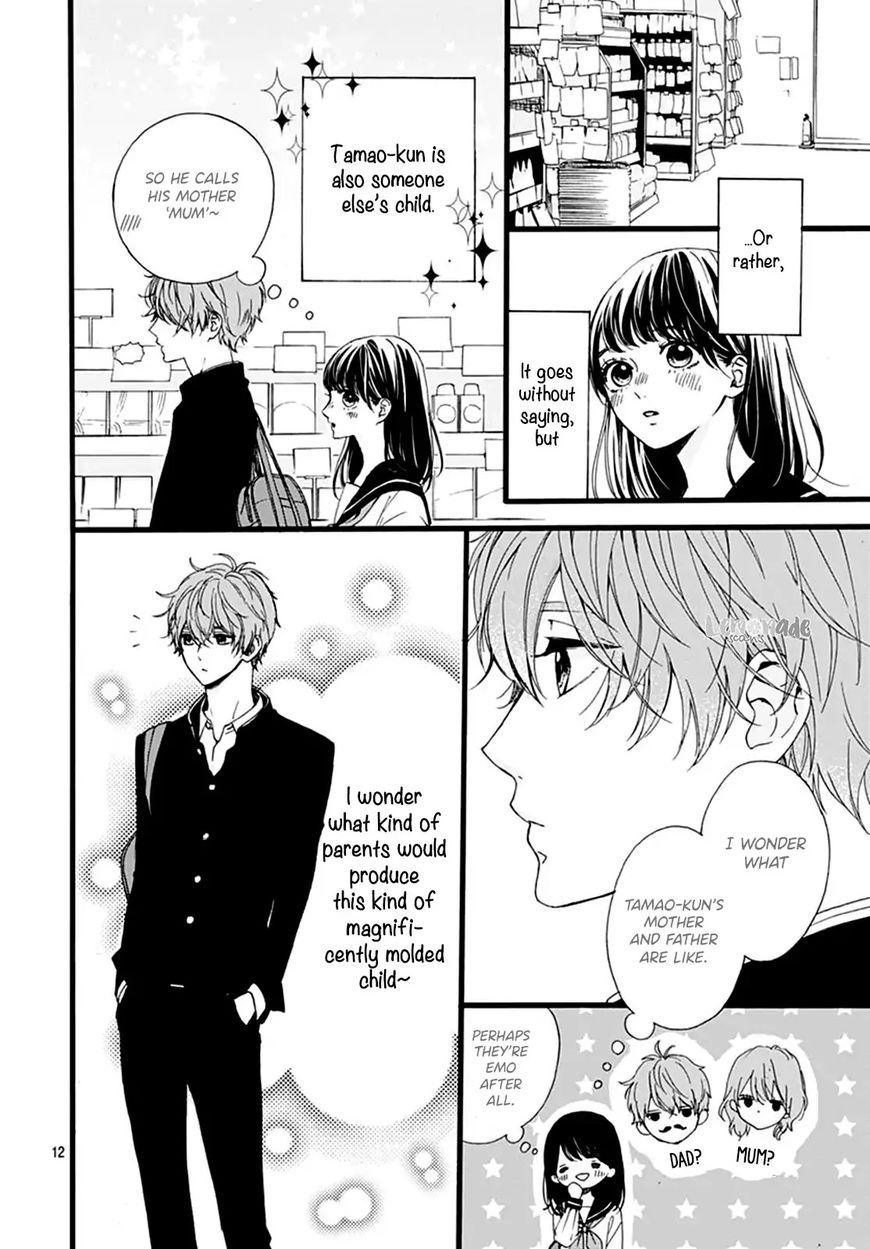 ...Or
rather,
It goes
without
saying,
but
Tamao-kun is
also someone
else's child.
SO HE CALLS
HIS MOTHER
'MUM'~
Lemonade
scans
I WONDER
WHAT
TAMAO-KUN'S
MOTHER
AND FATHER
ARE LIKE.
I wonder
what kind of
parents would
produce
this kind of
magnifi-
cently molded
child~
PERHAPS
THEY'RE
EMO
AFTER
ALL.
DAD?
MUM?
12